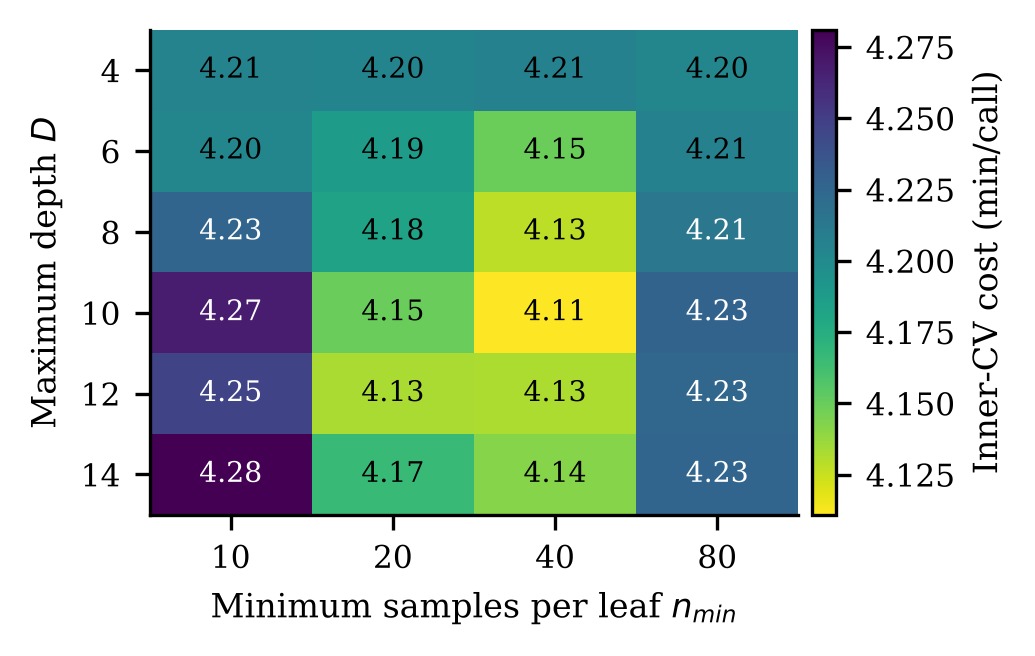 Maximum depth D
4 4.21 4.20 4.21 4.20
6 4.20 4.19 4.15 4.21
8 4.23 4.18 4.13 4.21
10 4.27 4.15 4.11 4.23
12 4.25 4.13 4.13 4.23
14 4.28 4.17 4.14 4.23
10 20 40 80
Minimum samples per leaf n_min
4.275
4.250
4.225
4.200
4.175
4.150
4.125
Inner-CV cost (min/call)